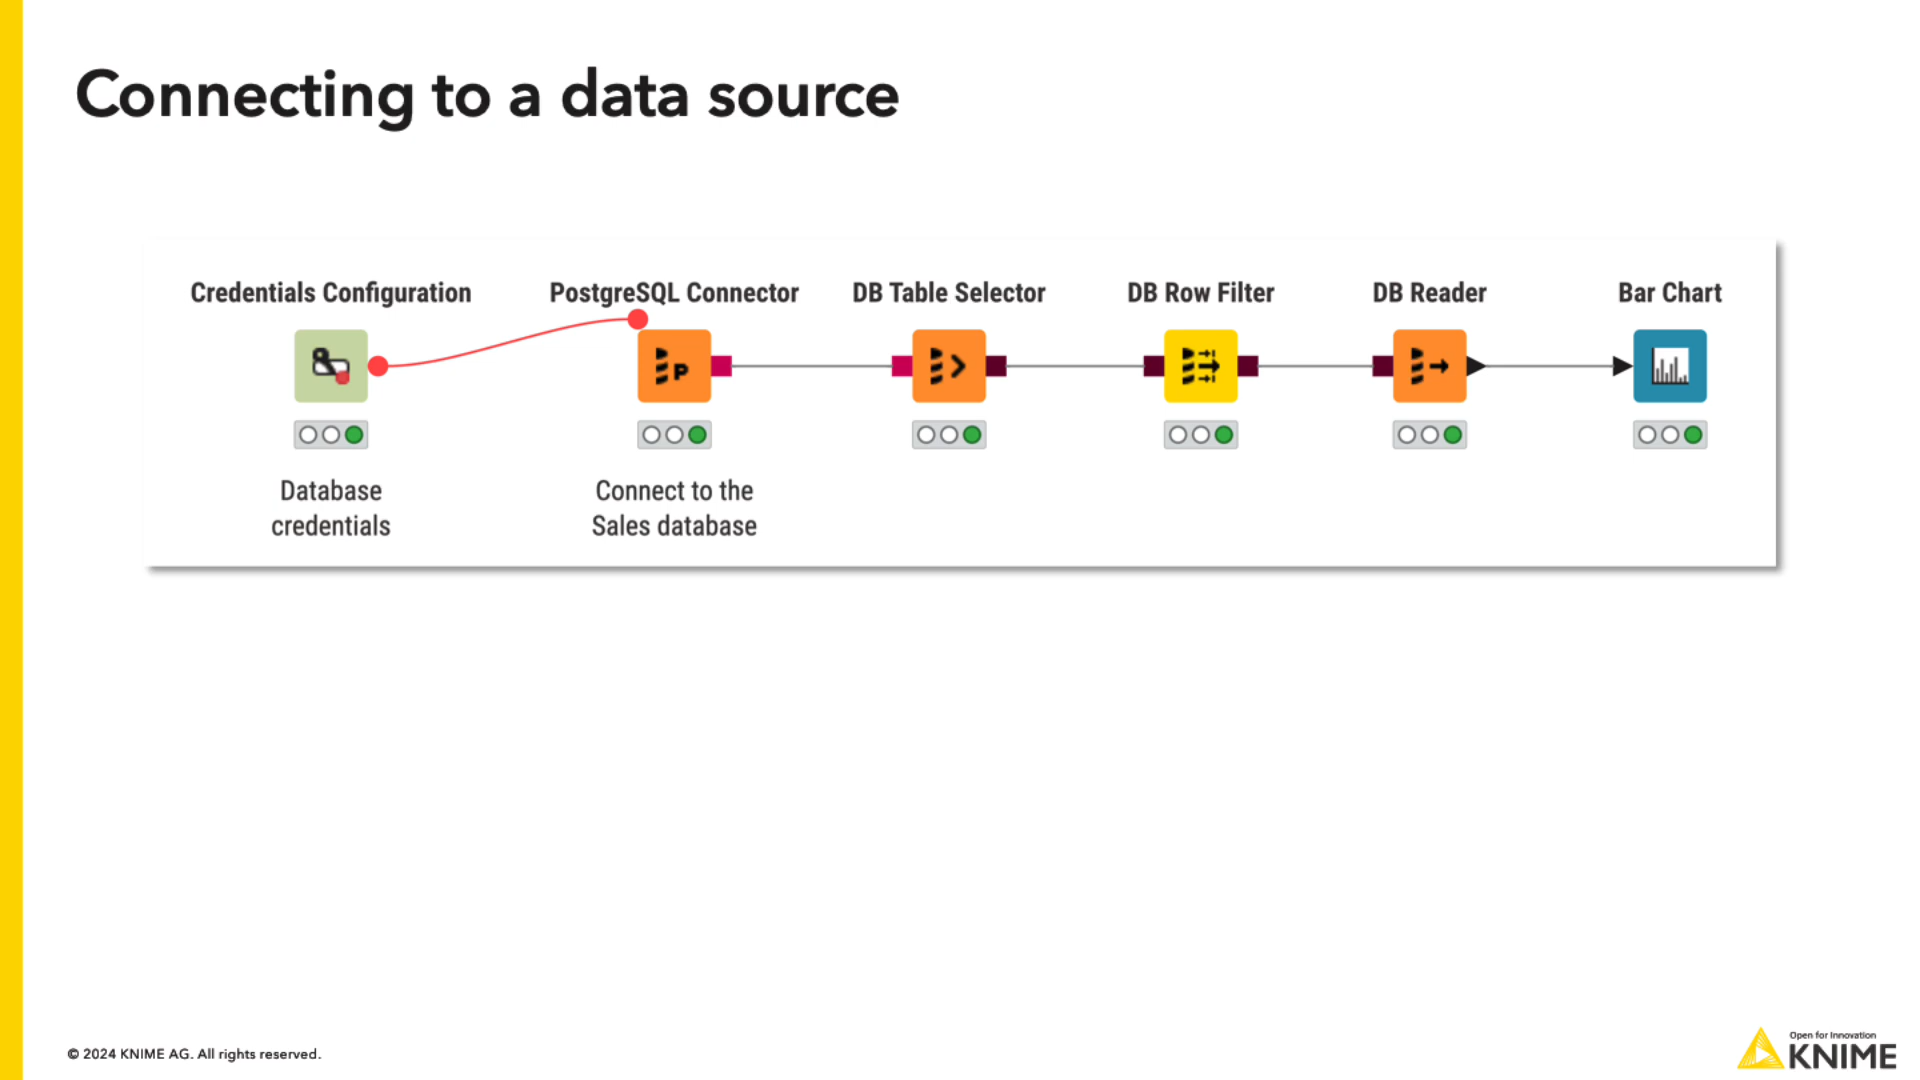 Connecting to a data source
Credentials Configuration
PostgreSQL Connector
DB Table Selector
DB Row Filter
DB Reader
Bar Chart
P
Database
credentials
Connect to the
Sales database
© 2024 KNIME AG. All rights reserved.
Open for Innovation
KNIME